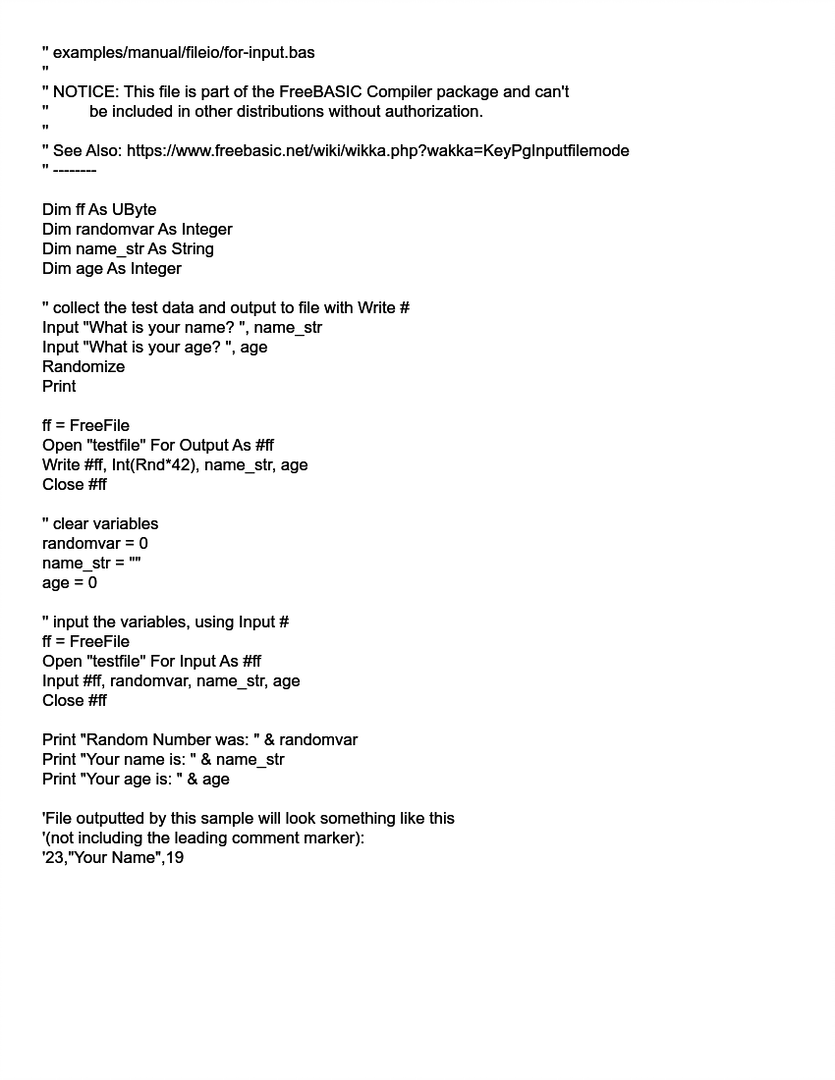 '' examples/manual/fileio/for-input.bas
''
'' NOTICE: This file is part of the FreeBASIC Compiler package and can't
''         be included in other distributions without authorization.
''
'' See Also: https://www.freebasic.net/wiki/wikka.php?wakka=KeyPgInputfilemode
'' --------

Dim ff As UByte
Dim randomvar As Integer
Dim name_str As String
Dim age As Integer

'' collect the test data and output to file with Write #
Input "What is your name? ", name_str
Input "What is your age? ", age
Randomize
Print

ff = FreeFile
Open "testfile" For Output As #ff
Write #ff, Int(Rnd*42), name_str, age
Close #ff

'' clear variables
randomvar = 0
name_str = ""
age = 0

'' input the variables, using Input #
ff = FreeFile
Open "testfile" For Input As #ff
Input #ff, randomvar, name_str, age
Close #ff

Print "Random Number was: " & randomvar
Print "Your name is: " & name_str
Print "Your age is: " & age

'File outputted by this sample will look something like this
'(not including the leading comment marker):
'23,"Your Name",19